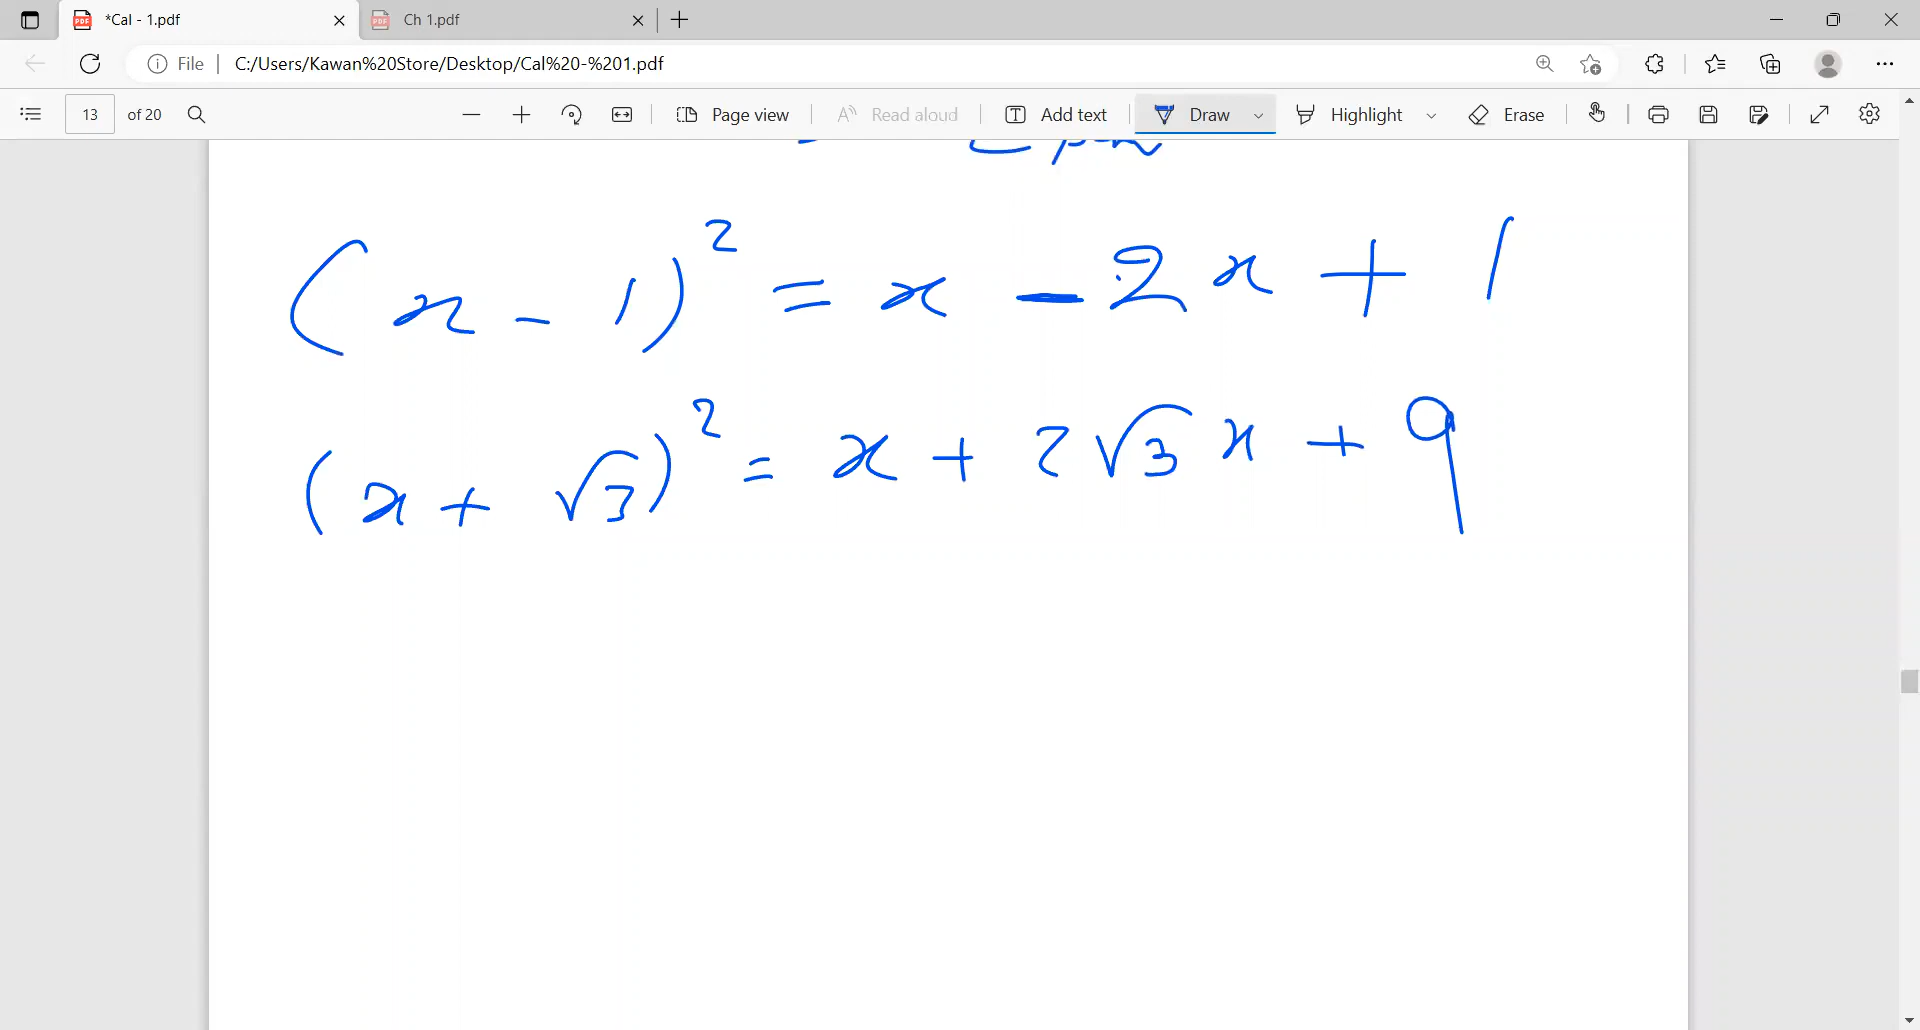 *Cal - 1.pdf
Ch 1.pdf
File
C:/Users/Kawan%20Store/Desktop/Cal%20-%201.pdf
13 of 20
Page view
Read aloud
Add text
Draw
Highlight
Erase
(x - 1)² = x - 2x + 1
(x + √3)² = x + 2√3 x + 9